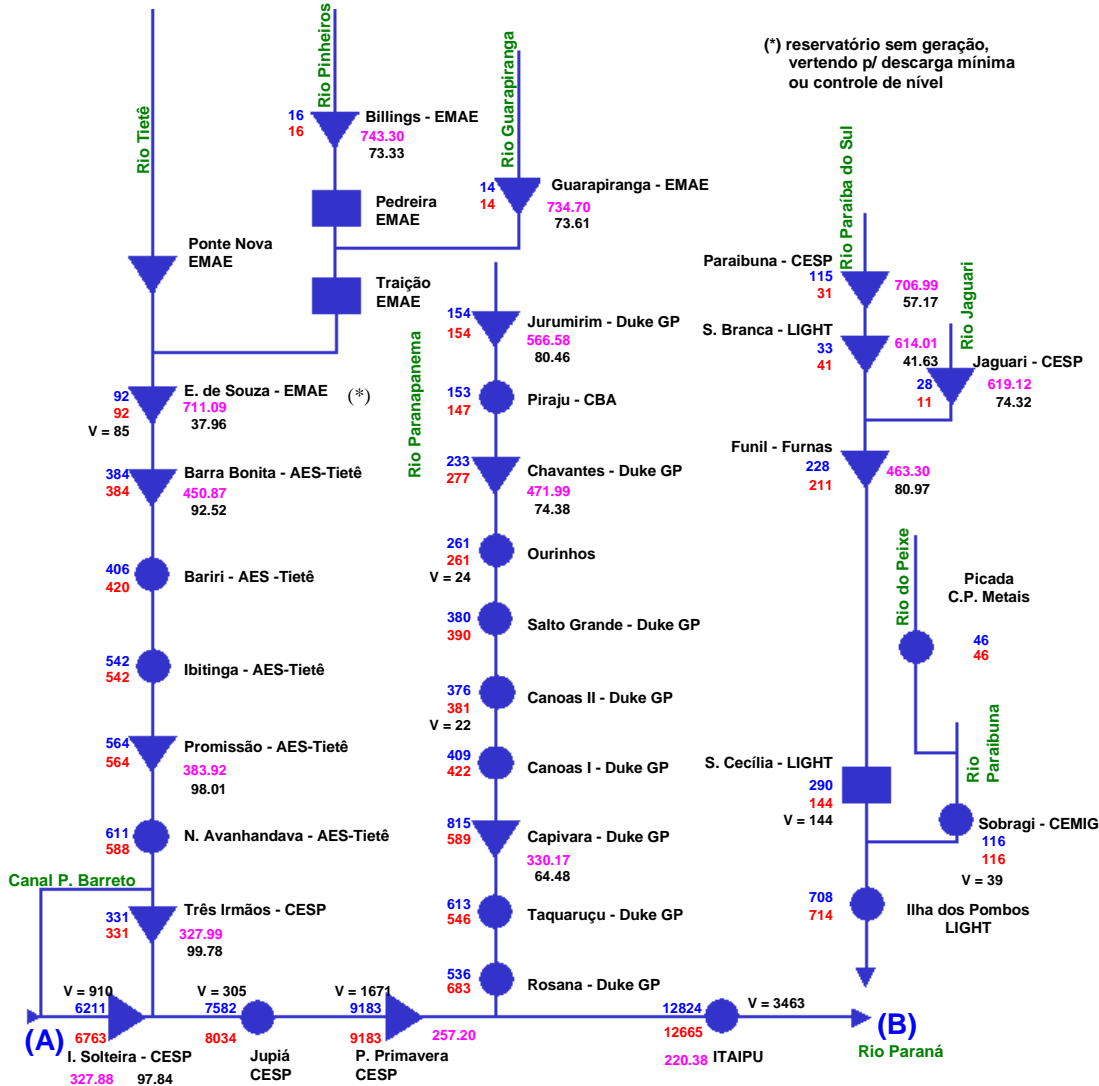 Rio Tietê
Rio Pinheiros
Rio Guarapiranga
(*) reservatório sem geração,
vertendo p/ descarga mínima
ou controle de nível
16
16
Billings - EMAE
743.30
73.33
Pedreira
EMAE
14
14
Guarapiranga - EMAE
734.70
73.61
Ponte Nova
EMAE
Traição
EMAE
92
92
V = 85
E. de Souza - EMAE
(*)
711.09
37.96
384
384
Barra Bonita - AES-Tietê
450.87
92.52
406
420
Bariri - AES -Tietê
542
542
Ibitinga - AES-Tietê
564
564
Promissão - AES-Tietê
383.92
98.01
611
588
N. Avanhandava - AES-Tietê
Canal P. Barreto
331
331
Três Irmãos - CESP
327.99
99.78
Rio Paranapanema
154
154
Jurumirim - Duke GP
566.58
80.46
153
147
Piraju - CBA
233
277
Chavantes - Duke GP
471.99
74.38
261
261
V = 24
Ourinhos
380
390
Salto Grande - Duke GP
376
381
V = 22
Canoas II - Duke GP
409
422
Canoas I - Duke GP
815
589
Capivara - Duke GP
330.17
64.48
613
546
Taquaruçu - Duke GP
536
683
Rosana - Duke GP
Rio Paraíba do Sul
Paraibuna - CESP
115
31
706.99
57.17
S. Branca - LIGHT
33
41
614.01
41.63
Rio Jaguari
Jaguari - CESP
28
11
619.12
74.32
Funil - Furnas
228
211
463.30
80.97
Rio do Peixe
Picada
C.P. Metais
46
46
Rio
Paraibuna
S. Cecília - LIGHT
290
144
V = 144
Sobragi - CEMIG
116
116
V = 39
708
714
Ilha dos Pombos
LIGHT
(A)
V = 910
6211
6763
I. Solteira - CESP
327.88
97.84
V = 305
7582
8034
Jupiá
CESP
V = 1671
9183
9183
257.20
P. Primavera
CESP
12824
12665
V = 3463
220.38
ITAIPU
(B)
Rio Paraná